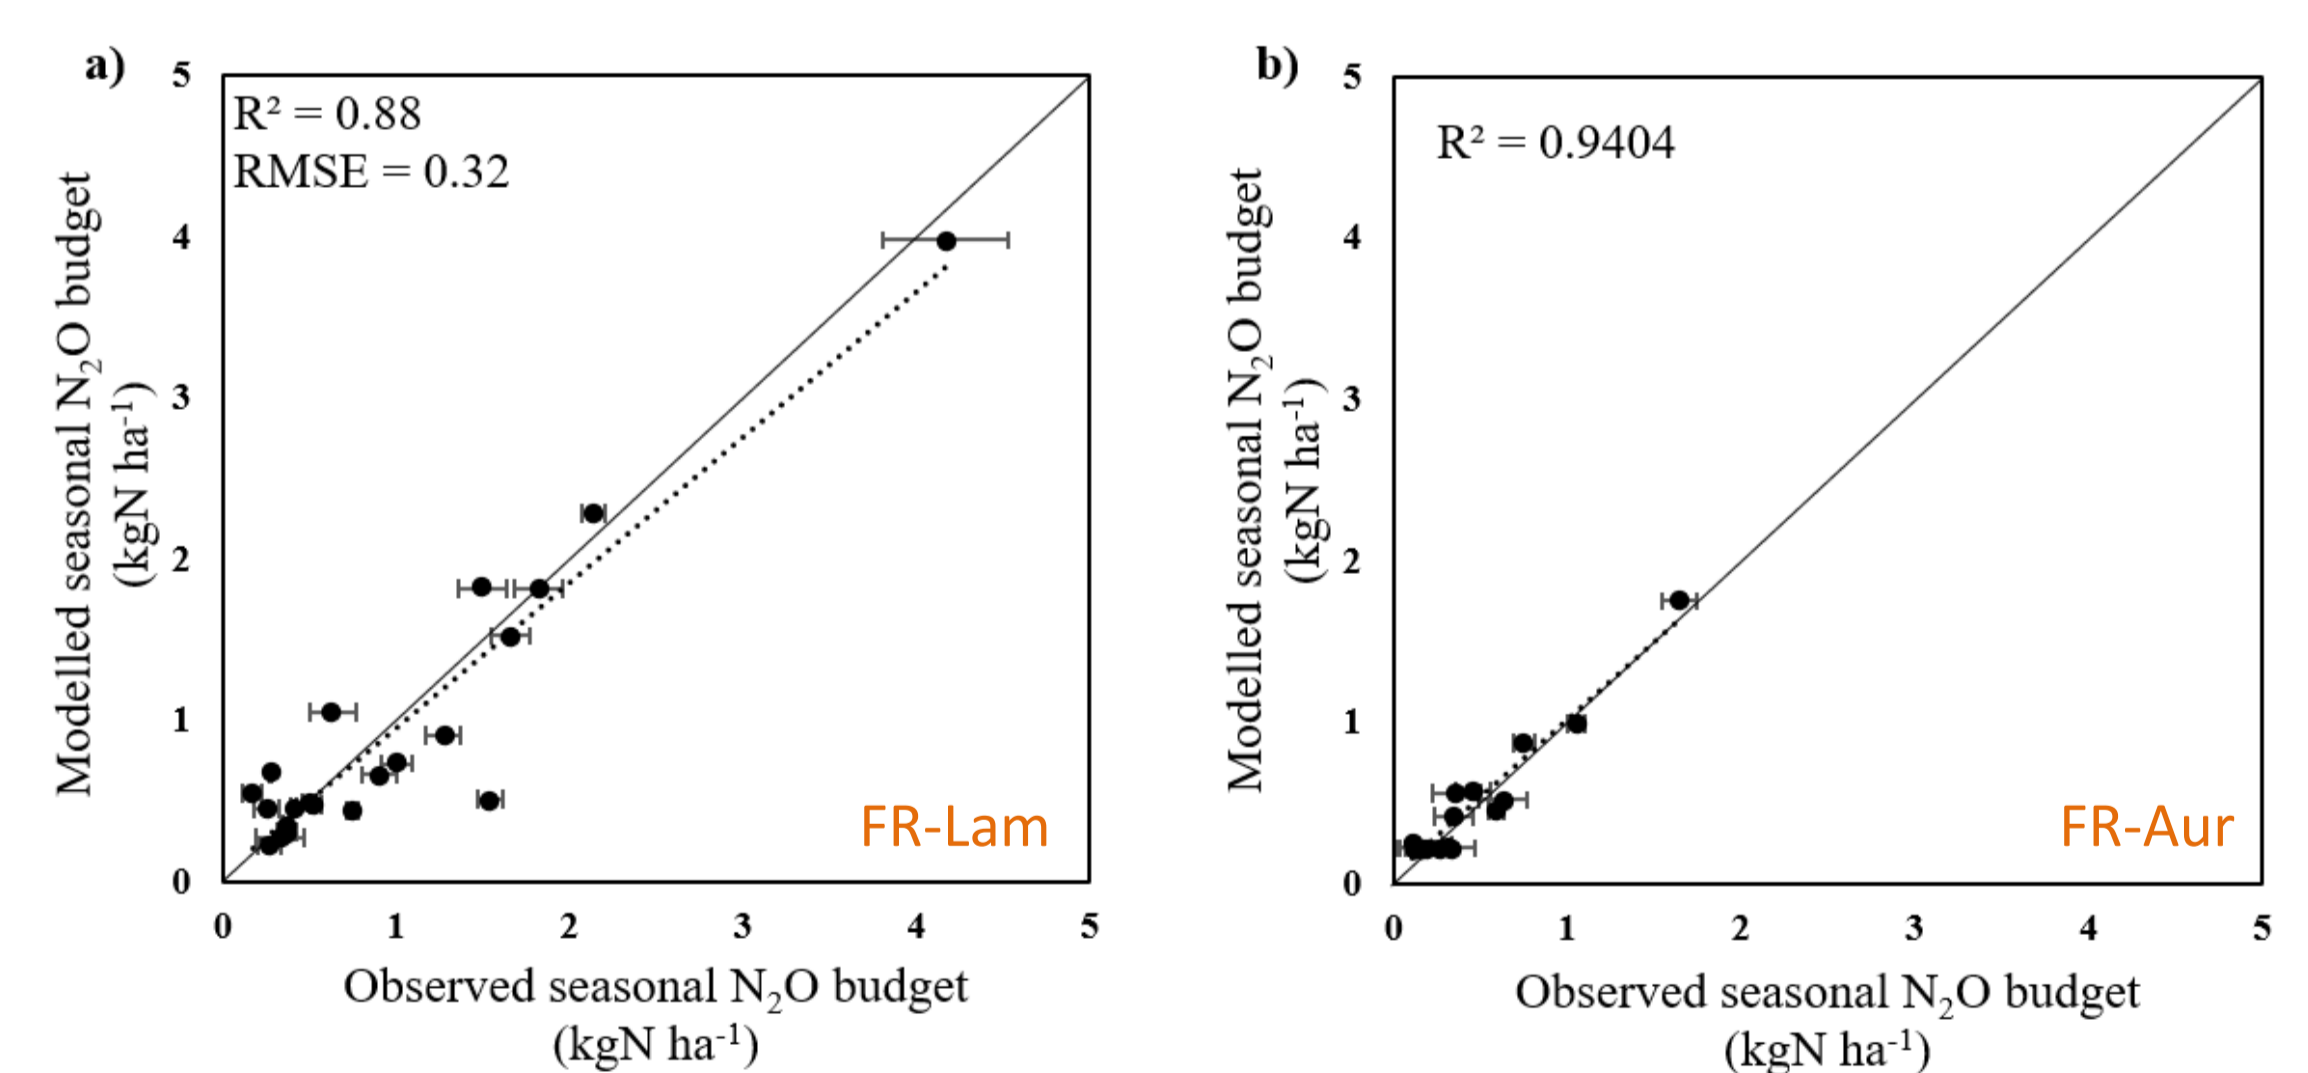 a)
R² = 0.88
RMSE = 0.32
5
4
3
2
1
0
0 1 2 3 4 5
Modelled seasonal N₂O budget
(kgN ha⁻¹)
Observed seasonal N₂O budget
(kgN ha⁻¹)
FR-Lam
b)
R² = 0.9404
5
4
3
2
1
0
0 1 2 3 4 5
Modelled seasonal N₂O budget
(kgN ha⁻¹)
Observed seasonal N₂O budget
(kgN ha⁻¹)
FR-Aur